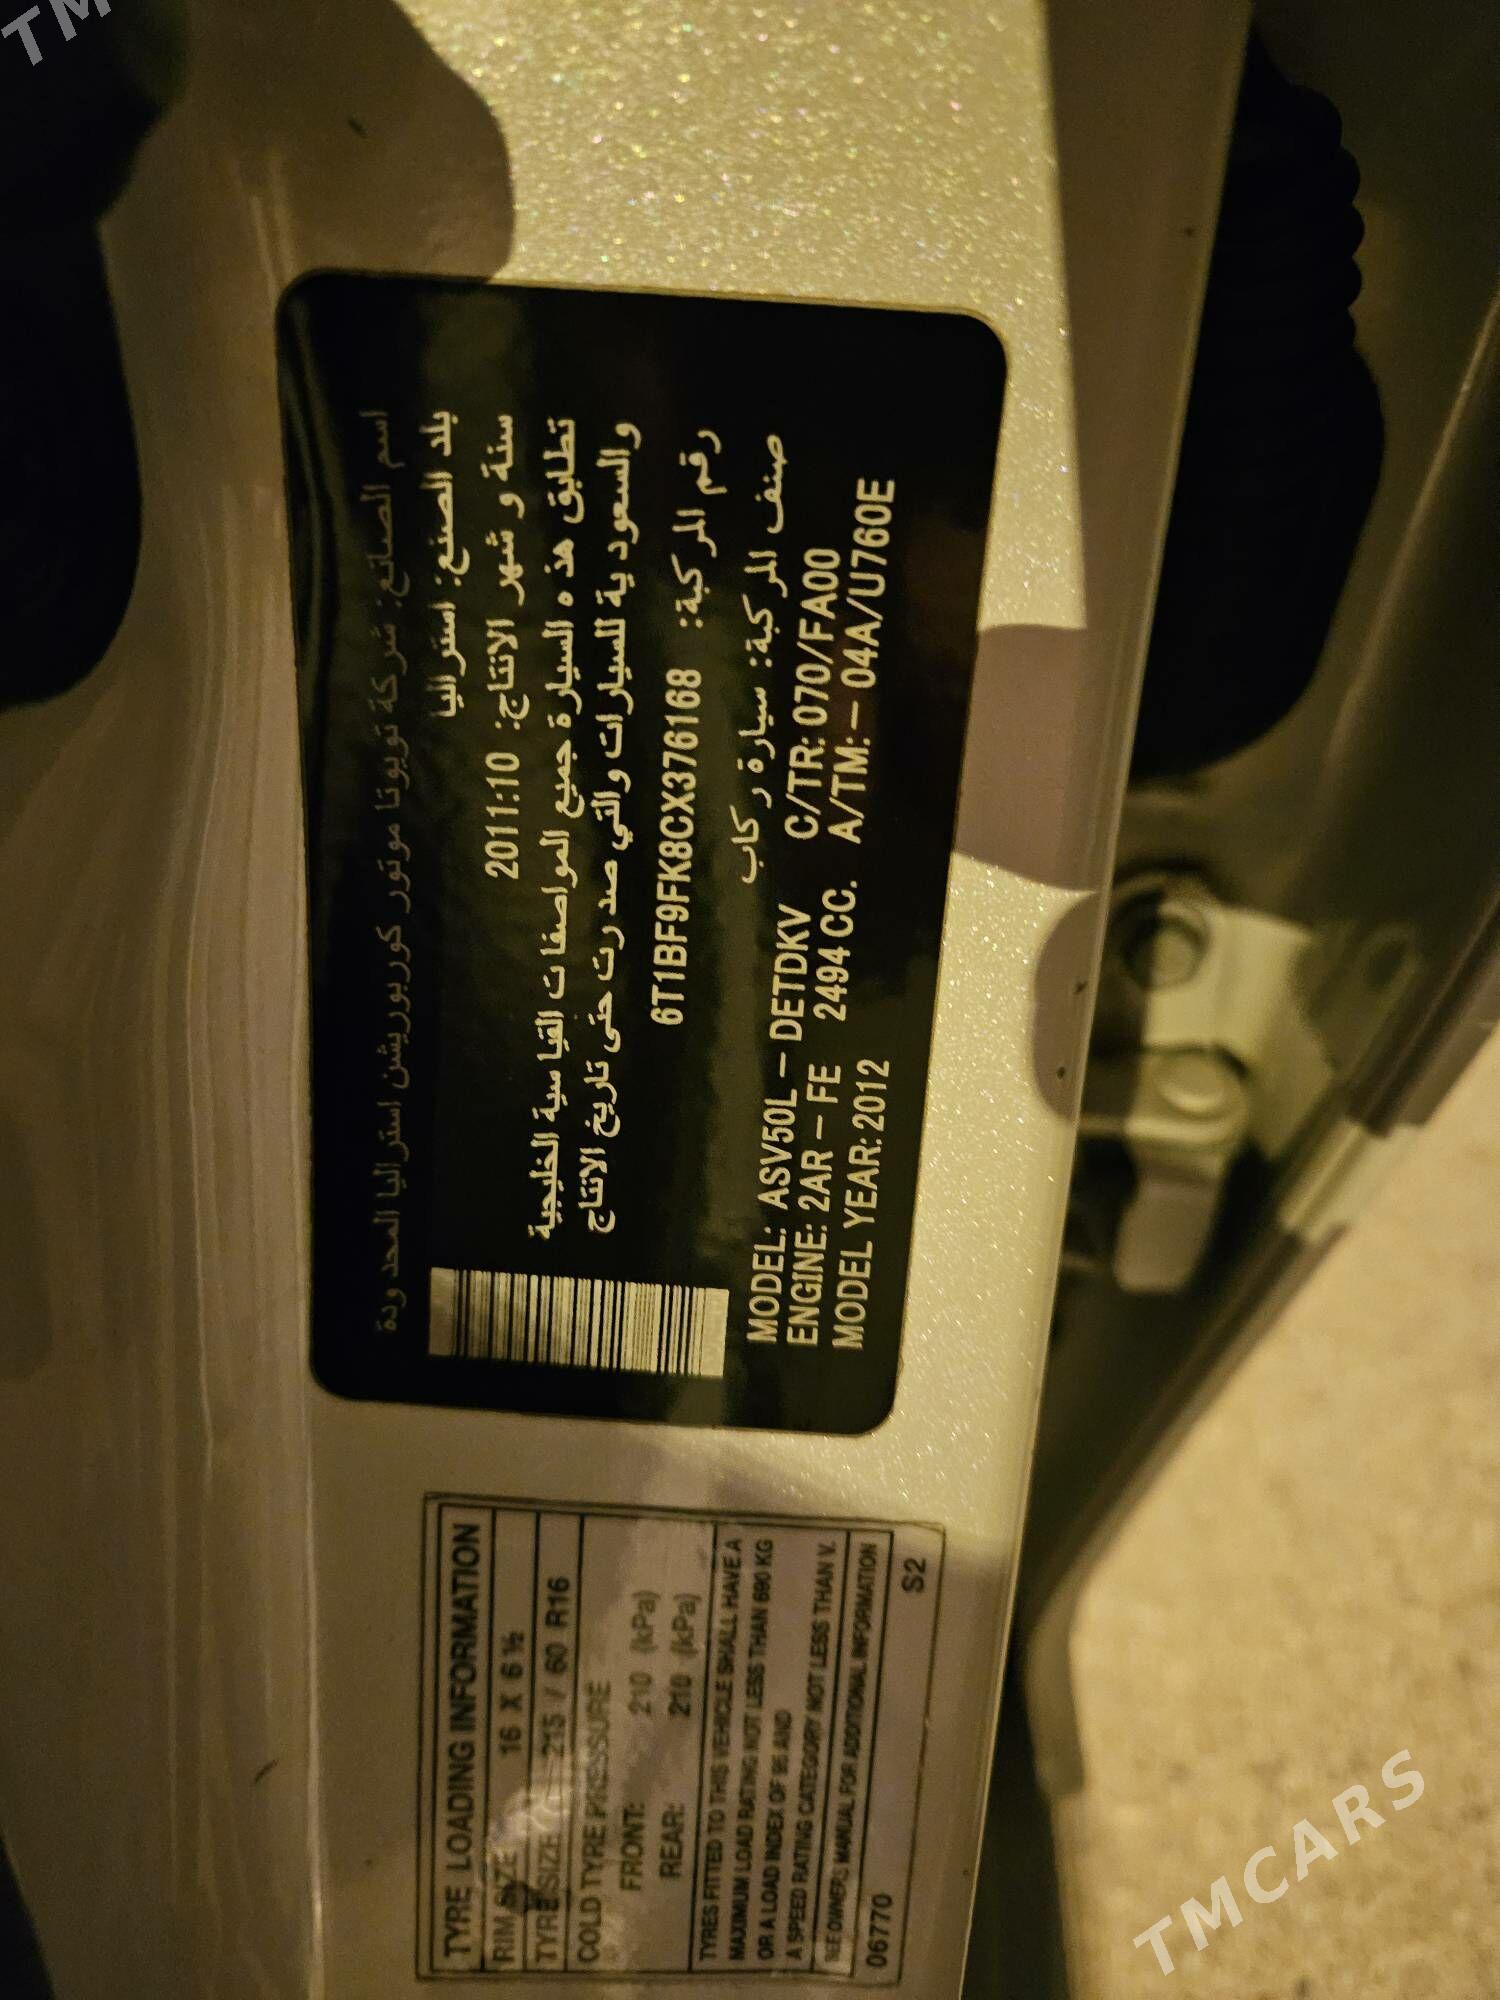 اسم الصانع: شركة تويوتا موتور كوربوريشن استراليا المحدودة
بلد الصنع: استراليا
سنة و شهر الانتاج: 2011:10
تطابق هذه السيارة جميع المواصفات القياسية الخليجية
والسعودية للسيارات والتي صدرت حتى تاريخ الانتاج
رقم المركبة: 6T1BF9FK8CX376168
صنف المركبة: سيارة ركاب
MODEL: ASV50L – DETDKV C/TR: 070/FA00
ENGINE: 2AR – FE 2494 CC. A/TM: – 04A/U760E
MODEL YEAR: 2012
TYRE LOADING INFORMATION
RIM SIZE 16 X 6½
TYRE SIZE 215 / 60 R16
COLD TYRE PRESSURE
FRONT: 210 (kPa)
REAR: 210 (kPa)
TYRES FITTED TO THIS VEHICLE SHALL HAVE A
MAXIMUM LOAD RATING NOT LESS THAN 690 KG
OR A LOAD INDEX OF 95 AND
A SPEED RATING CATEGORY NOT LESS THAN V.
SEE OWNERS MANUAL FOR ADDITIONAL INFORMATION
06770 S2
TMCARS
TM